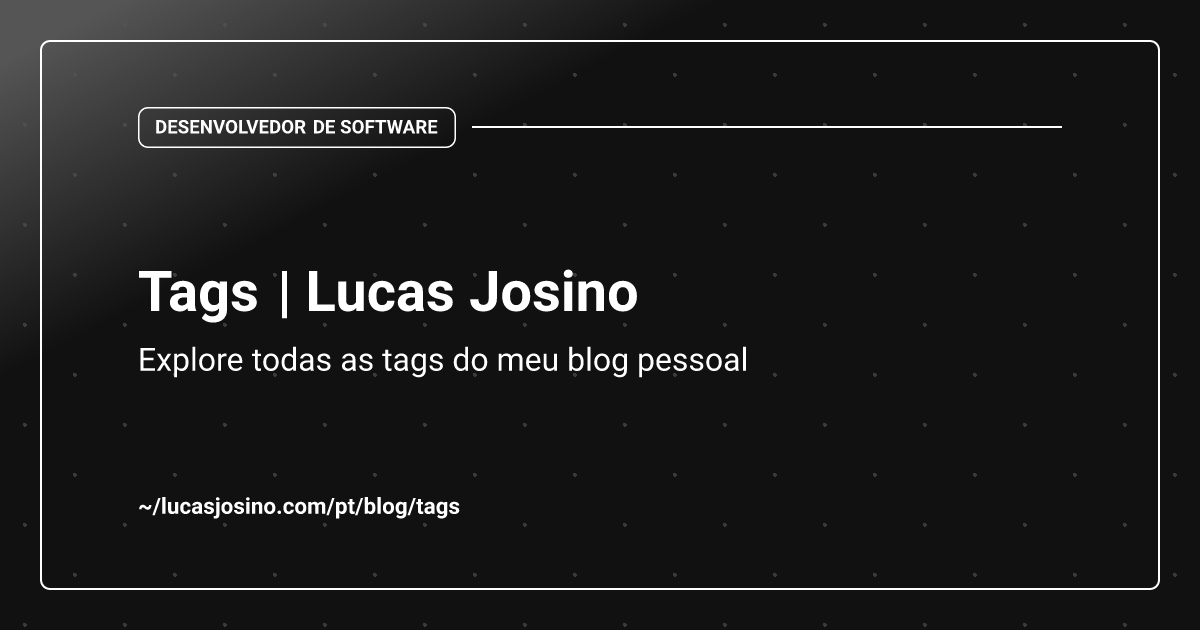 DESENVOLVEDOR DE SOFTWARE
Tags | Lucas Josino
Explore todas as tags do meu blog pessoal
~/lucasjosino.com/pt/blog/tags